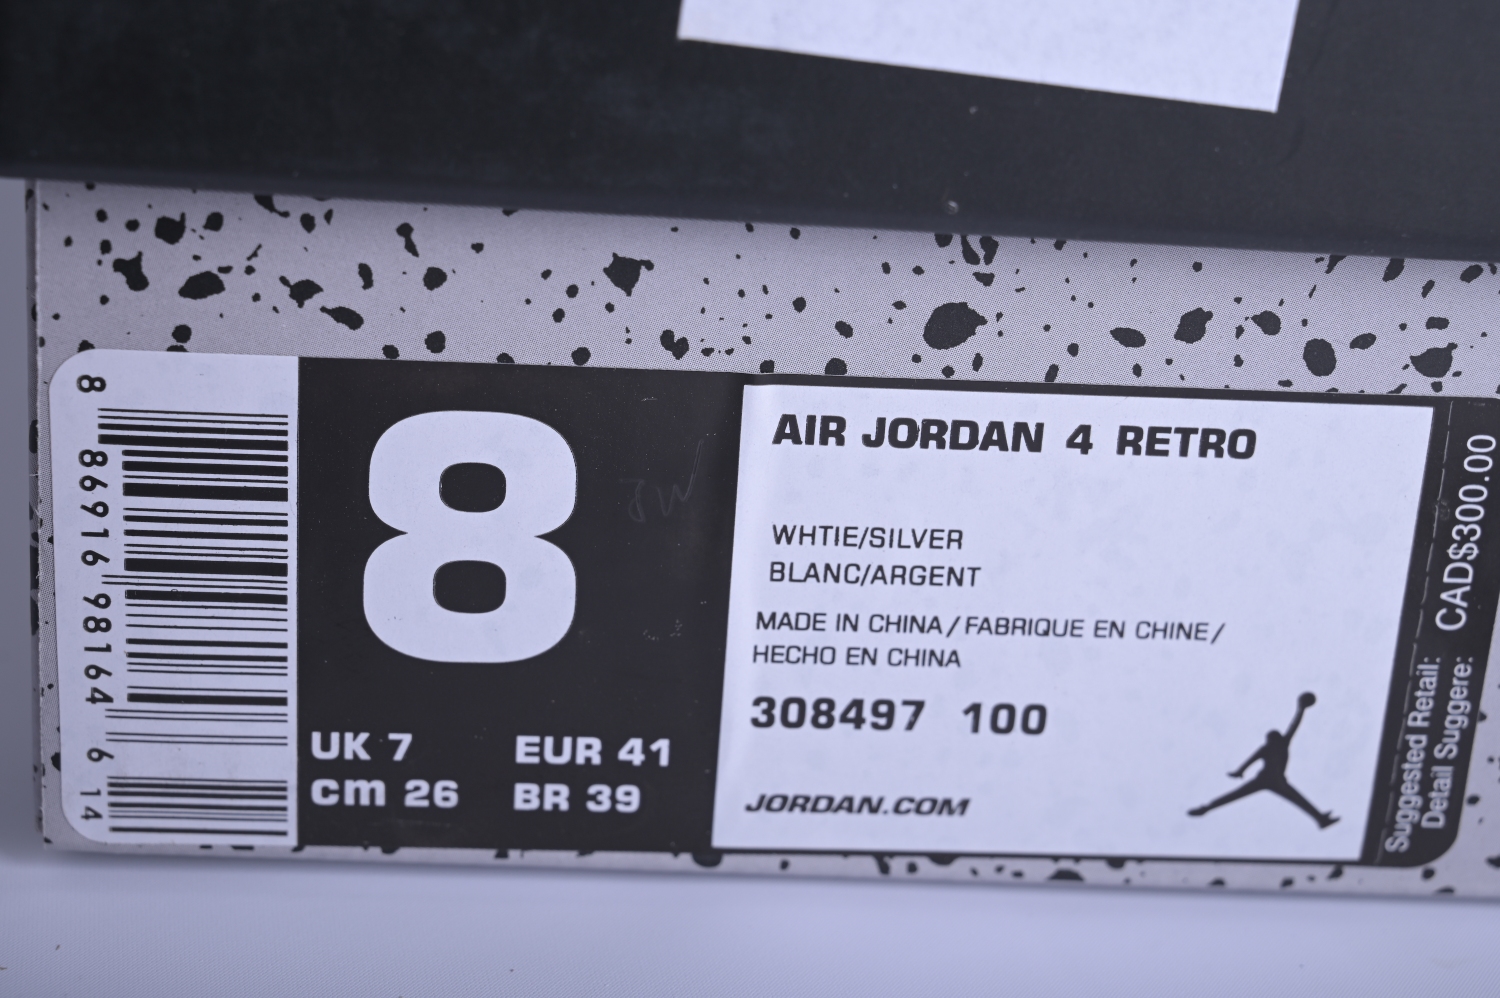 8 86916 98164 6 14
8
UK 7 EUR 41
cm 26 BR 39
AIR JORDAN 4 RETRO
WHTIE/SILVER
BLANC/ARGENT
MADE IN CHINA/FABRIQUE EN CHINE/
HECHO EN CHINA
308497 100
JORDAN.COM
Suggested Retail: CAD$300.00
Detail Suggere: